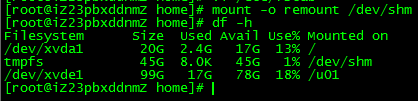 [root@iz23pbxddnmZ home]# mount -o remount /dev/shm
[root@iz23pbxddnmZ home]# df -h
Filesystem Size Used Avail Use% Mounted on
/dev/xvda1 20G 2.4G 17G 13% /
tmpfs 45G 8.0K 45G 1% /dev/shm
/dev/xvde1 99G 17G 78G 18% /u01
[root@iz23pbxddnmZ home]#